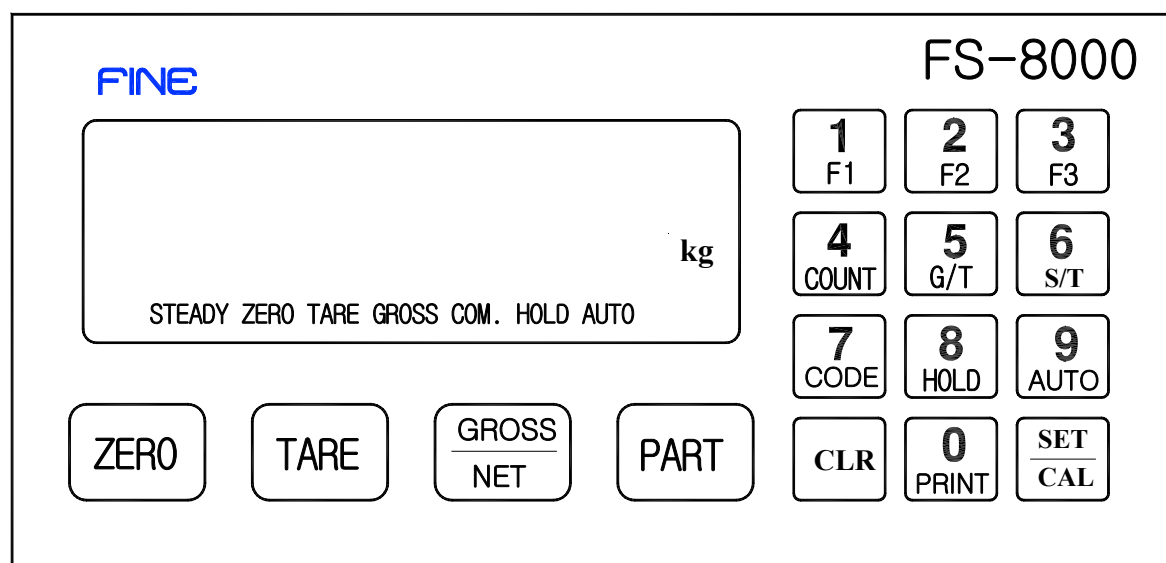 FINE
FS-8000
kg
STEADY ZERO TARE GROSS COM. HOLD AUTO
1
F1
2
F2
3
F3
4
COUNT
5
G/T
6
S/T
7
CODE
8
HOLD
9
AUTO
ZERO
TARE
GROSS
NET
PART
CLR
0
PRINT
SET
CAL